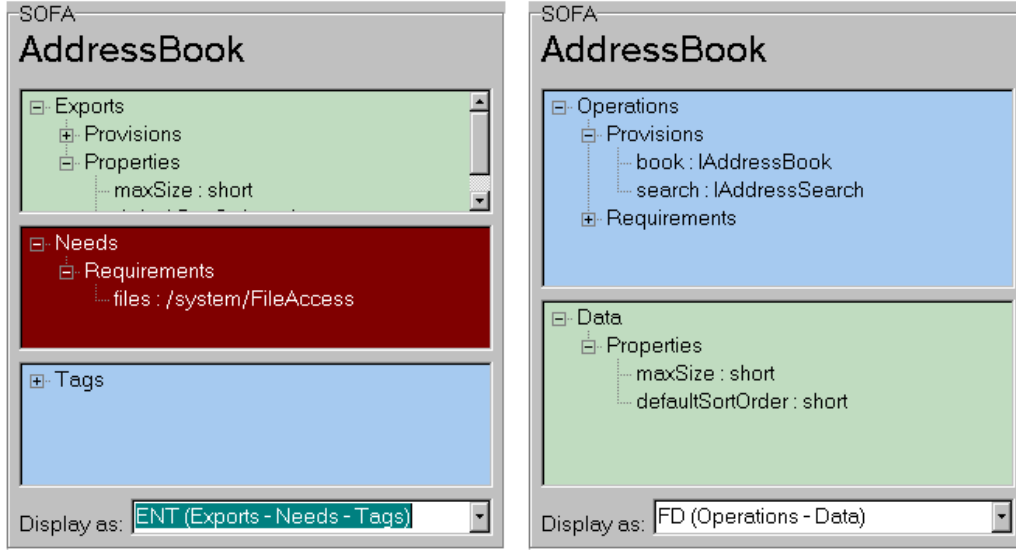 SOFA
AddressBook
Exports
Provisions
Properties
maxSize : short
Needs
Requirements
files : /system/FileAccess
Tags
Display as: ENT (Exports - Needs - Tags)
SOFA
AddressBook
Operations
Provisions
book : IAddressBook
search : IAddressSearch
Requirements
Data
Properties
maxSize : short
defaultSortOrder : short
Display as: FD (Operations - Data)